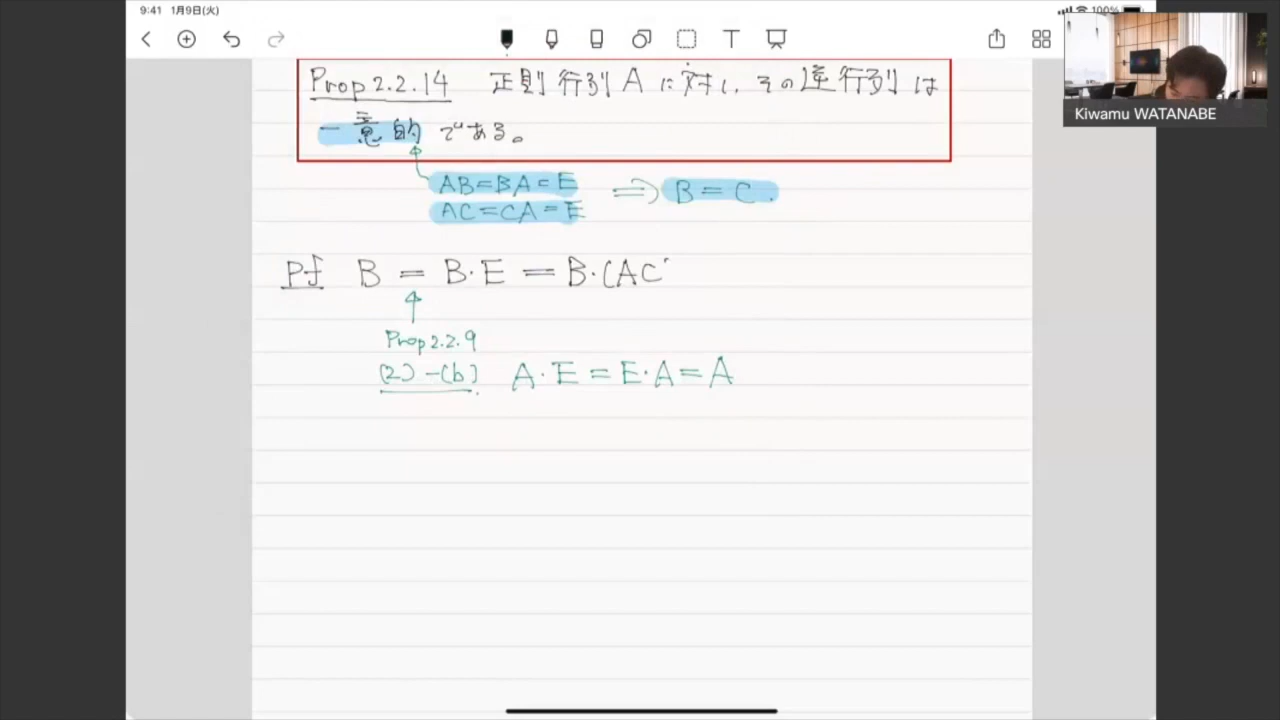 9:41 1月9日(火)
100%
Kiwamu WATANABE
Prop 2.2.14 正則行列 A に対し、その逆行列は
一意的である。
AB=BA=E ⟹ B = C.
AC=CA=E
Pf B = B・E = B・(AC
Prop 2.2.9
(2) -(b) A・E = E・A = A